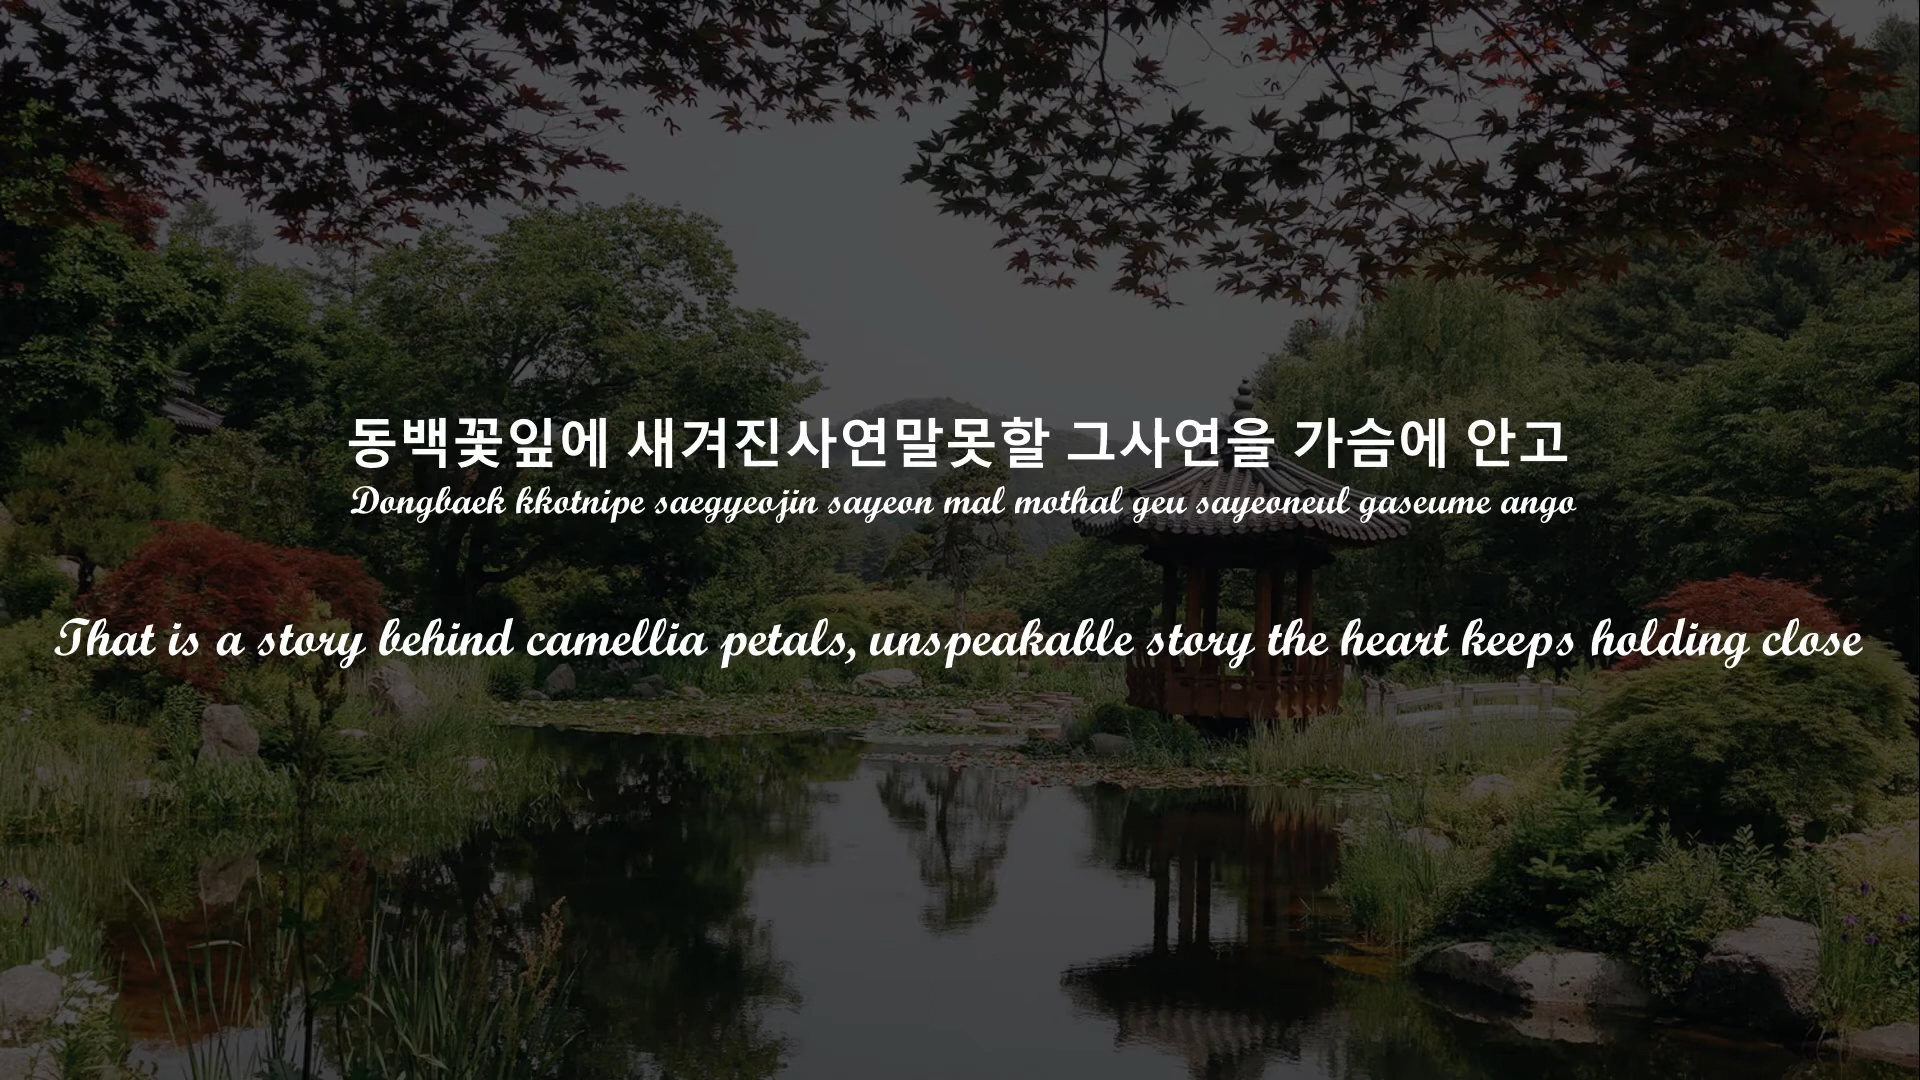 동백꽃잎에 새겨진사연말못할 그사연을 가슴에 안고
Dongbaek kkotnipe saegyeojin sayeon mal mothal geu sayeoneul gaseume ango
That is a story behind camellia petals, unspeakable story the heart keeps holding close